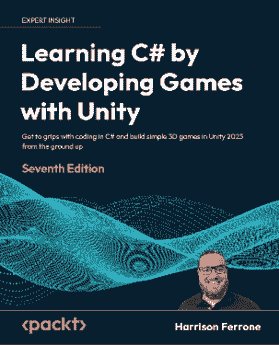 EXPERT INSIGHT
Learning C# by
Developing Games
with Unity
Get to grips with coding in C# and build simple 3D games in Unity 2023
from the ground up
Seventh Edition
<packt>
Harrison Ferrone